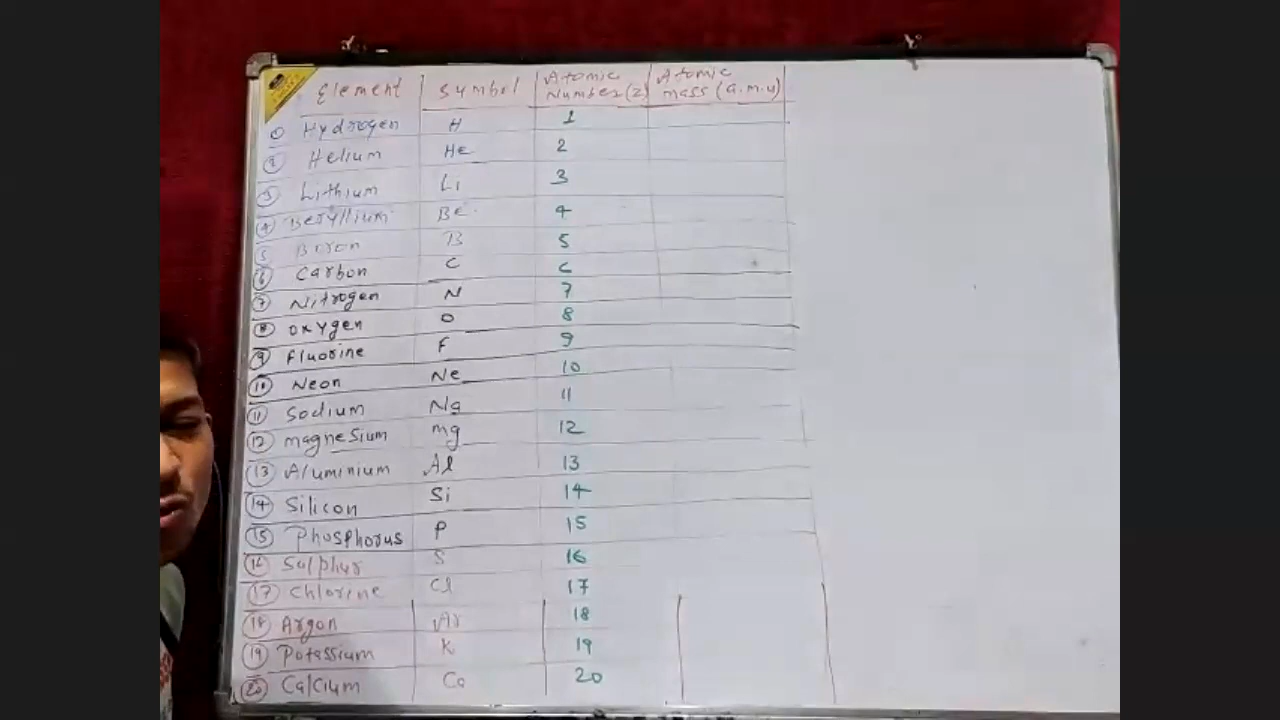 Element Symbol Atomic Number(Z) Atomic mass (a.m.u)
① Hydrogen H 1
② Helium He 2
③ Lithium Li 3
④ Beryllium Be 4
5 Boron B 5
⑥ Carbon C 6
⑦ Nitrogen N 7
⑧ Oxygen O 8
⑨ Fluorine F 9
⑩ Neon Ne 10
⑪ Sodium Na 11
⑫ magnesium mg 12
⑬ Aluminium Al 13
⑭ Silicon Si 14
⑮ Phosphorus P 15
⑯ Sulphur S 16
⑰ Chlorine Cl 17
⑱ Argon Ar 18
⑲ Potassium K 19
⑳ Calcium Ca 20